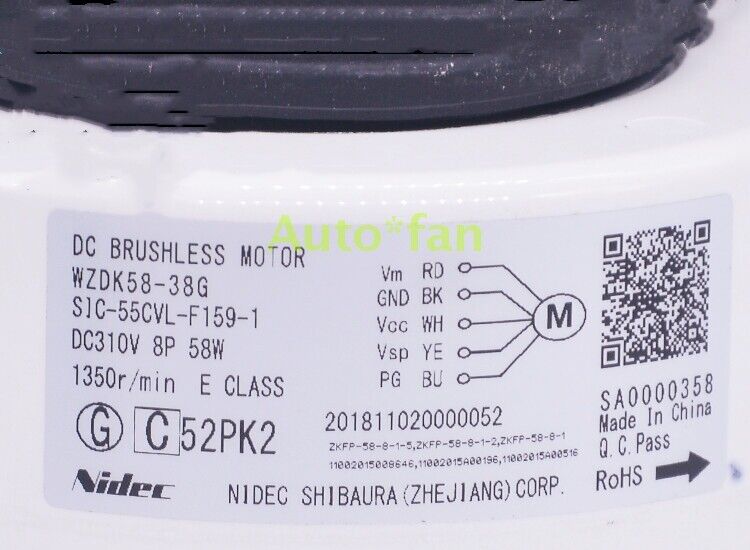 Auto*fan
DC BRUSHLESS MOTOR
WZDK58-38G
SIC-55CVL-F159-1
DC310V 8P 58W
1350r/min E CLASS
G C 52PK2
Nidec
Vm RD
GND BK
Vcc WH
Vsp YE
PG BU
M
201811020000052
ZKFP-58-8-1-5,ZKFP-58-8-1-2,ZKFP-58-8-1
11002015008646,11002015A00196,11002015A00516
NIDEC SHIBAURA(ZHEJIANG)CORP.
SA0000358
Made In China
Q.C.Pass
RoHS